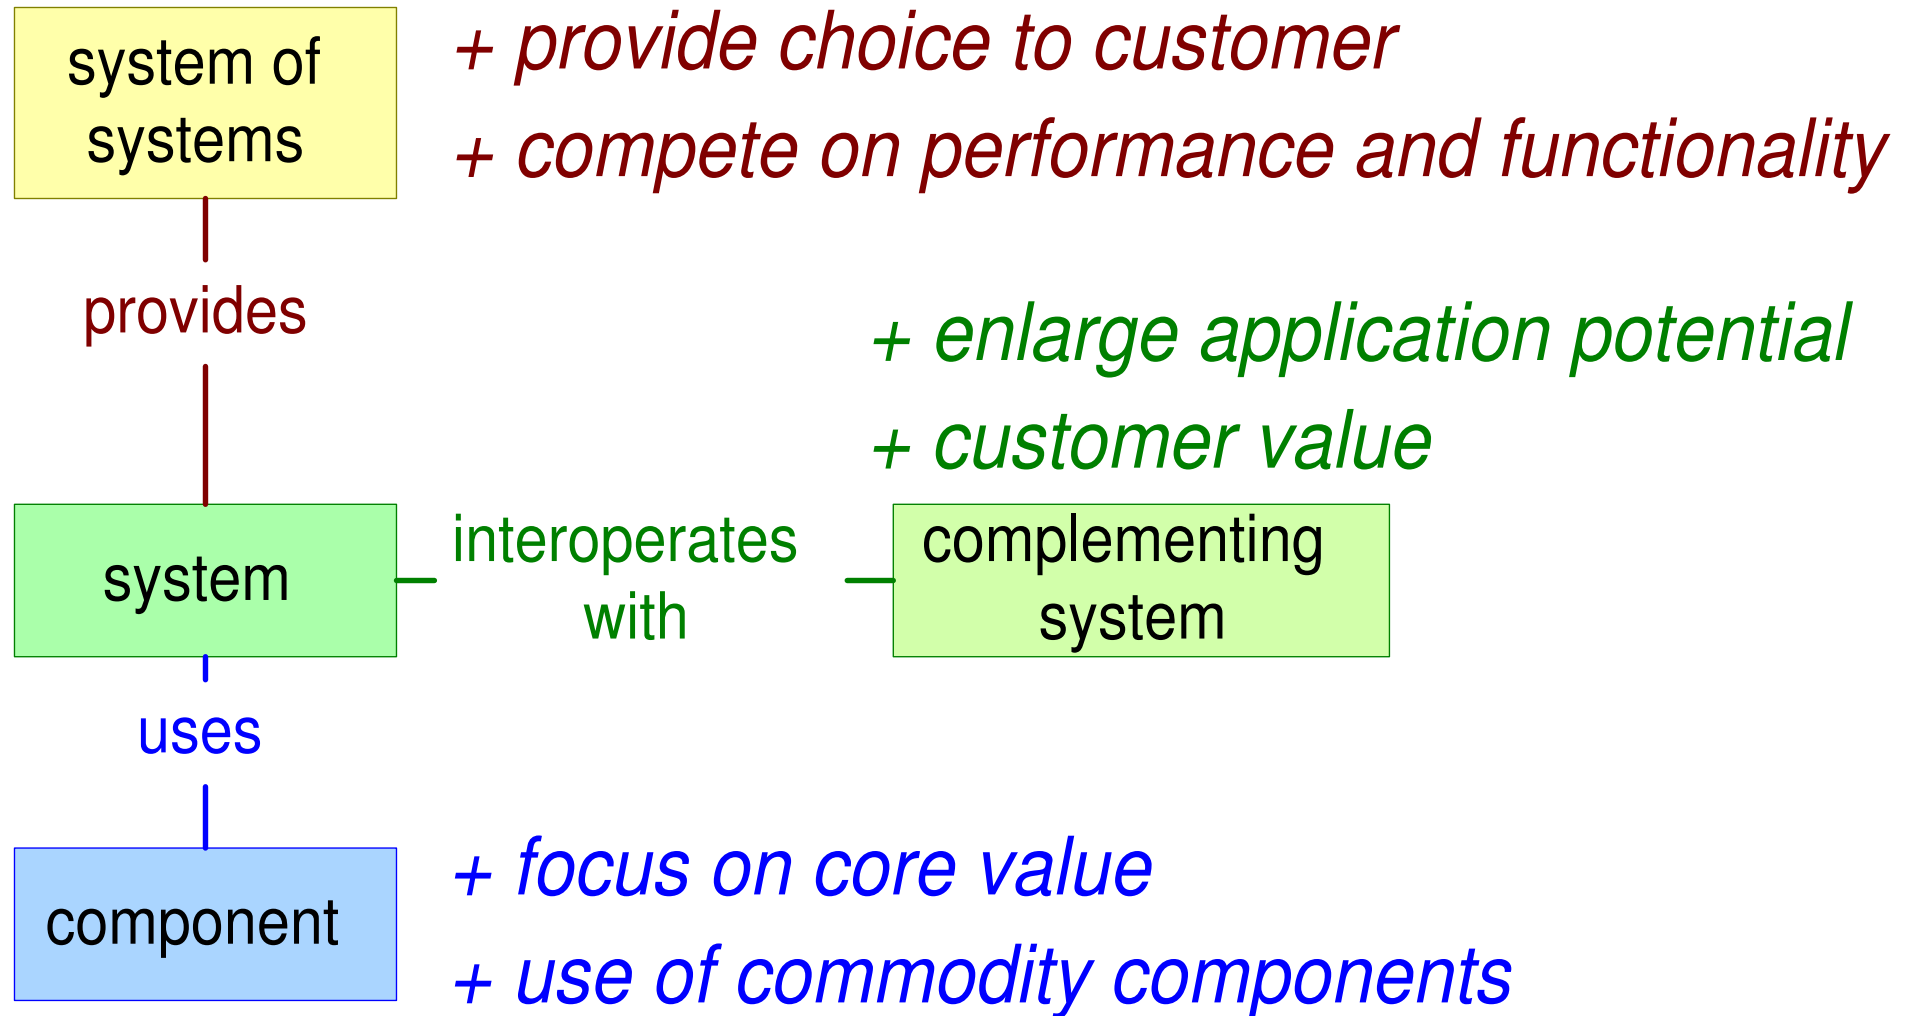 system of
systems
+ provide choice to customer
+ compete on performance and functionality
provides
+ enlarge application potential
+ customer value
system
interoperates
with
complementing
system
uses
component
+ focus on core value
+ use of commodity components